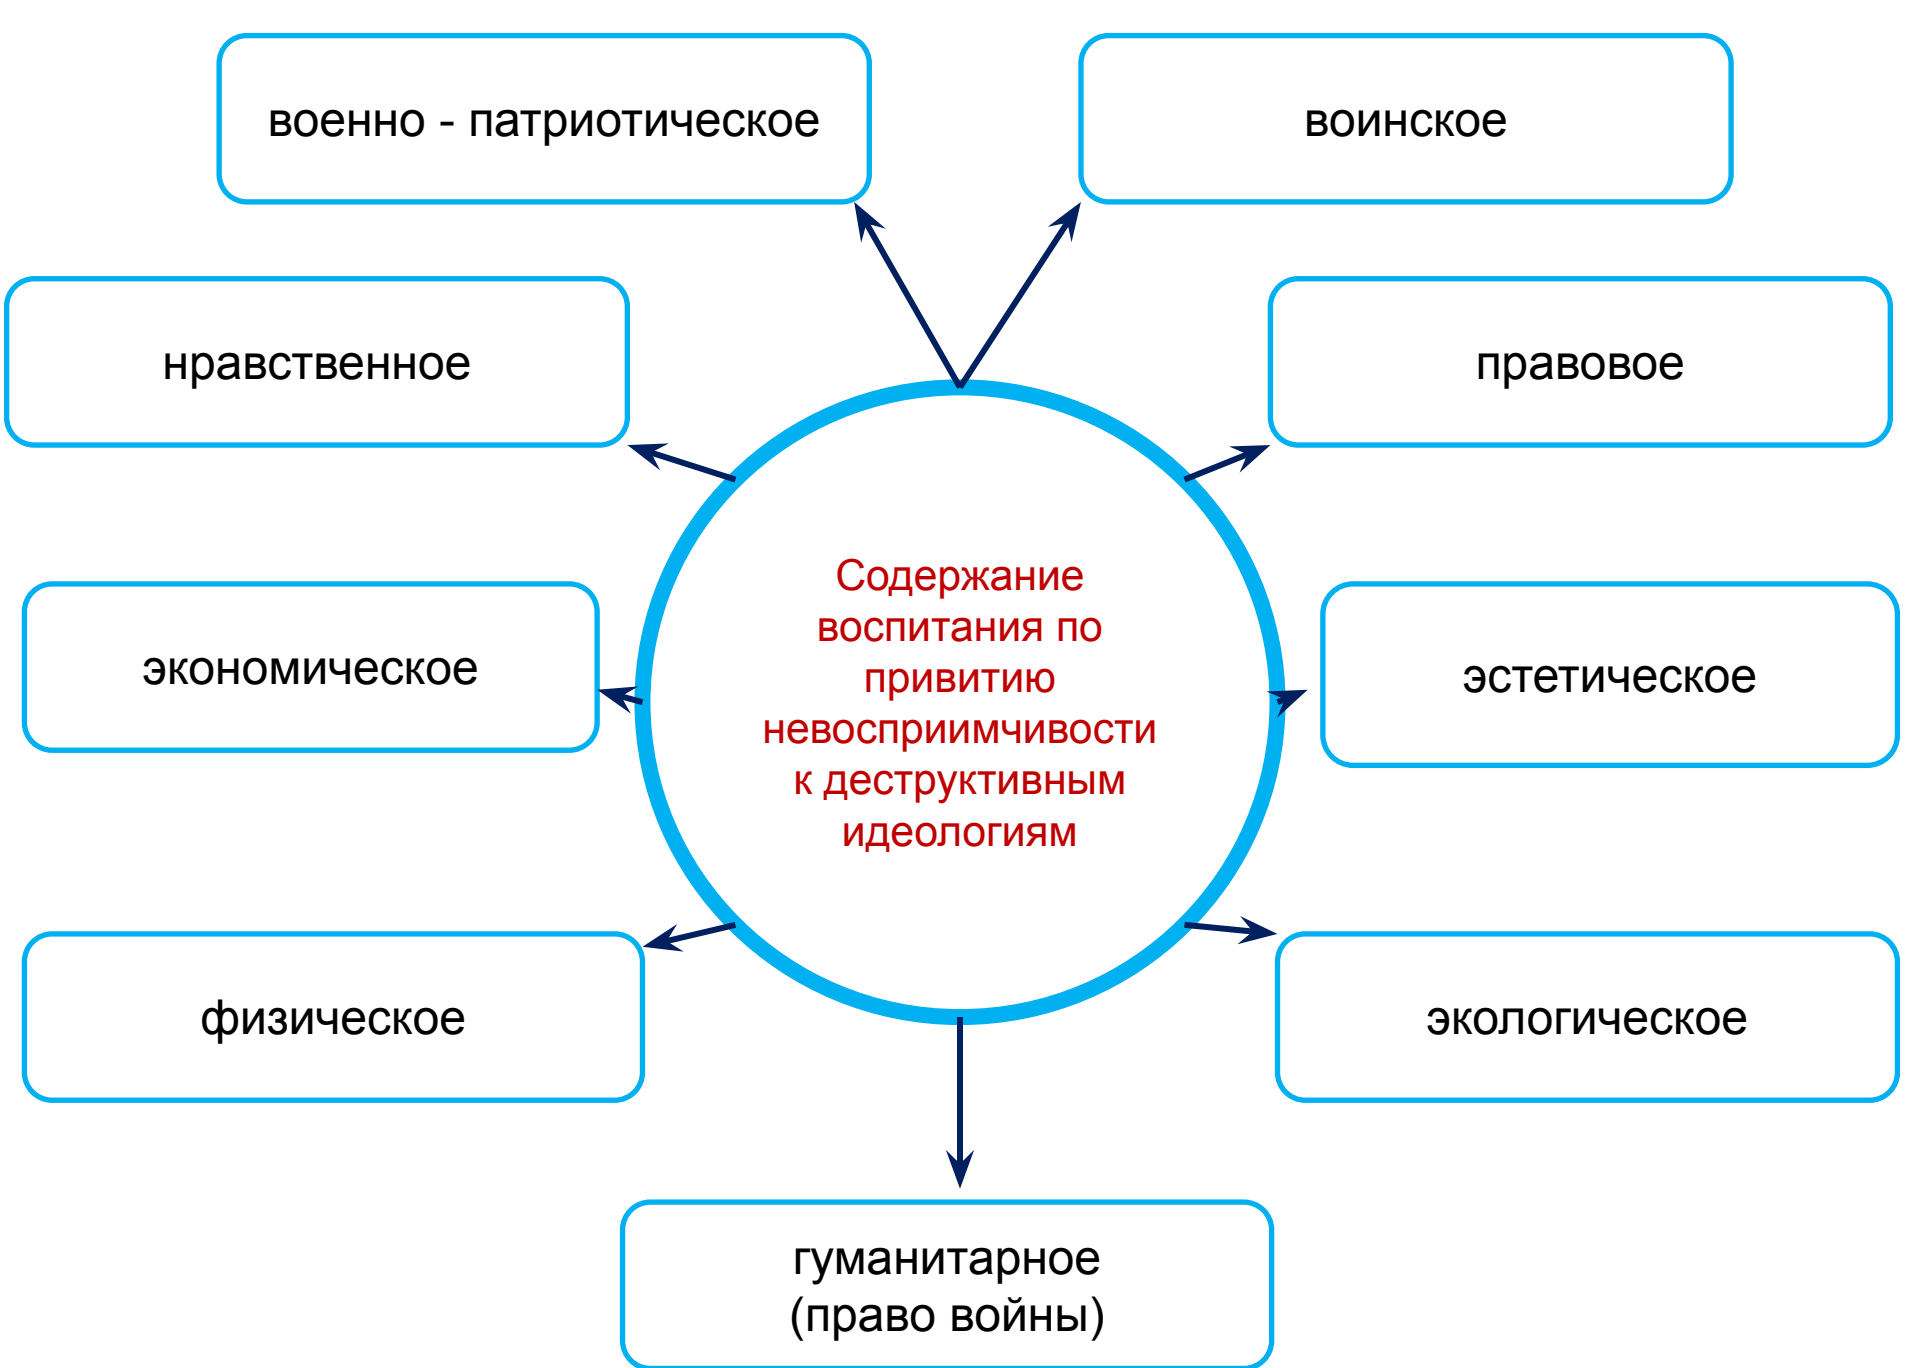 военно - патриотическое
воинское
нравственное
правовое
Содержание
воспитания по
привитию
невосприимчивости
к деструктивным
идеологиям
экономическое
эстетическое
физическое
экологическое
гуманитарное
(право войны)